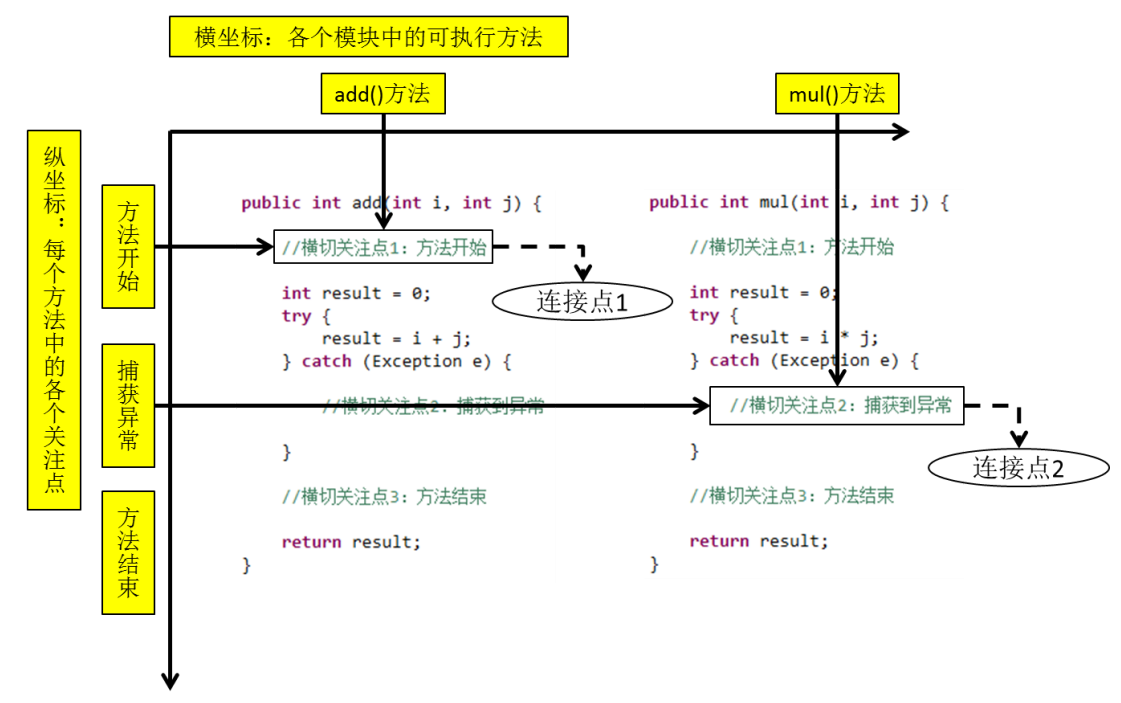 横坐标：各个模块中的可执行方法
add()方法
mul()方法
纵坐标：每个方法中的各个关注点
方法开始
捕获异常
方法结束
public int add(int i, int j) {
//横切关注点1：方法开始
int result = 0;
try {
result = i + j;
} catch (Exception e) {
//横切关注点2：捕获到异常
}
//横切关注点3：方法结束
return result;
}
连接点1
public int mul(int i, int j) {
//横切关注点1：方法开始
int result = 0;
try {
result = i * j;
} catch (Exception e) {
//横切关注点2：捕获到异常
}
//横切关注点3：方法结束
return result;
}
连接点2